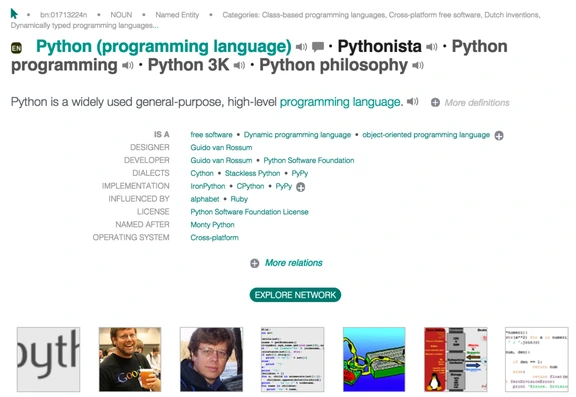 • bn:01713224n • NOUN • Named Entity • Categories: Class-based programming languages, Cross-platform free software, Dutch inventions,
Dynamically typed programming languages...
EN Python (programming language) · Pythonista · Python
programming · Python 3K · Python philosophy
Python is a widely used general-purpose, high-level programming language. More definitions
IS A free software • Dynamic programming language • object-oriented programming language
DESIGNER Guido van Rossum
DEVELOPER Guido van Rossum • Python Software Foundation
DIALECTS Cython • Stackless Python • PyPy
IMPLEMENTATION IronPython • CPython • PyPy
INFLUENCED BY alphabet • Ruby
LICENSE Python Software Foundation License
NAMED AFTER Monty Python
OPERATING SYSTEM Cross-platform
More relations
EXPLORE NETWORK